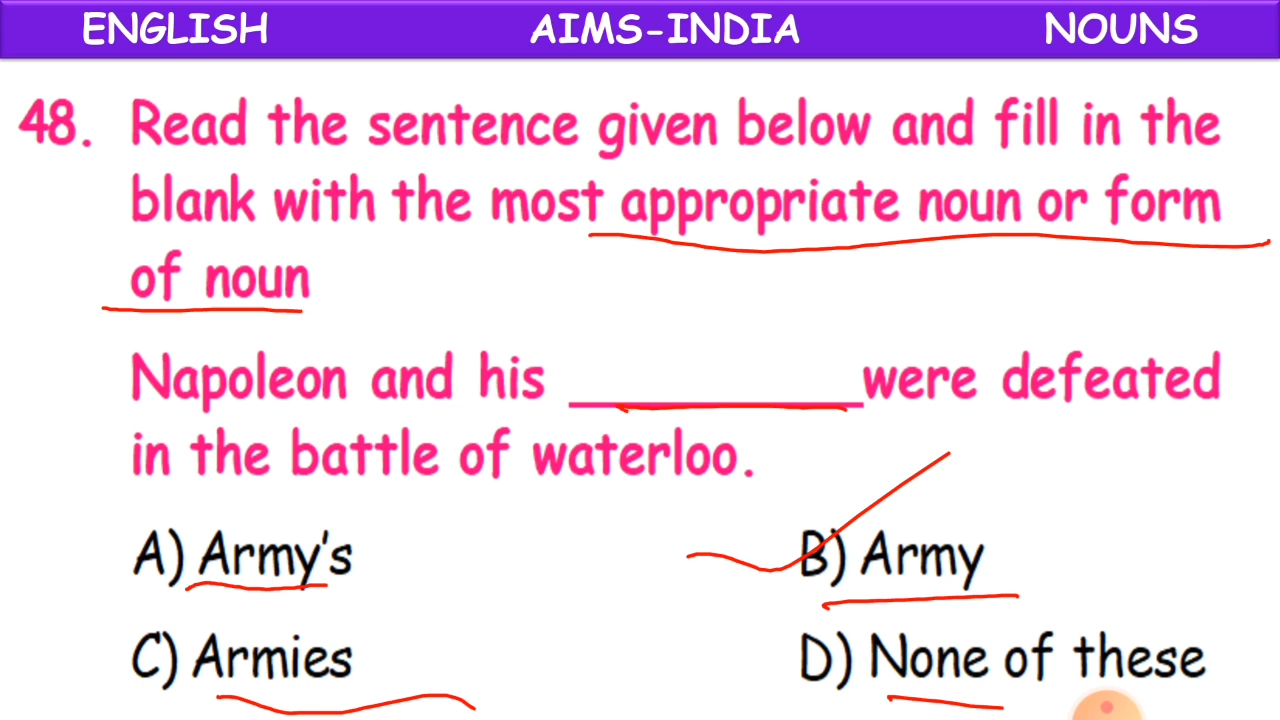 ENGLISH AIMS-INDIA NOUNS
48. Read the sentence given below and fill in the
blank with the most appropriate noun or form
of noun
Napoleon and his __________were defeated
in the battle of waterloo.
A) Army's B) Army
C) Armies D) None of these